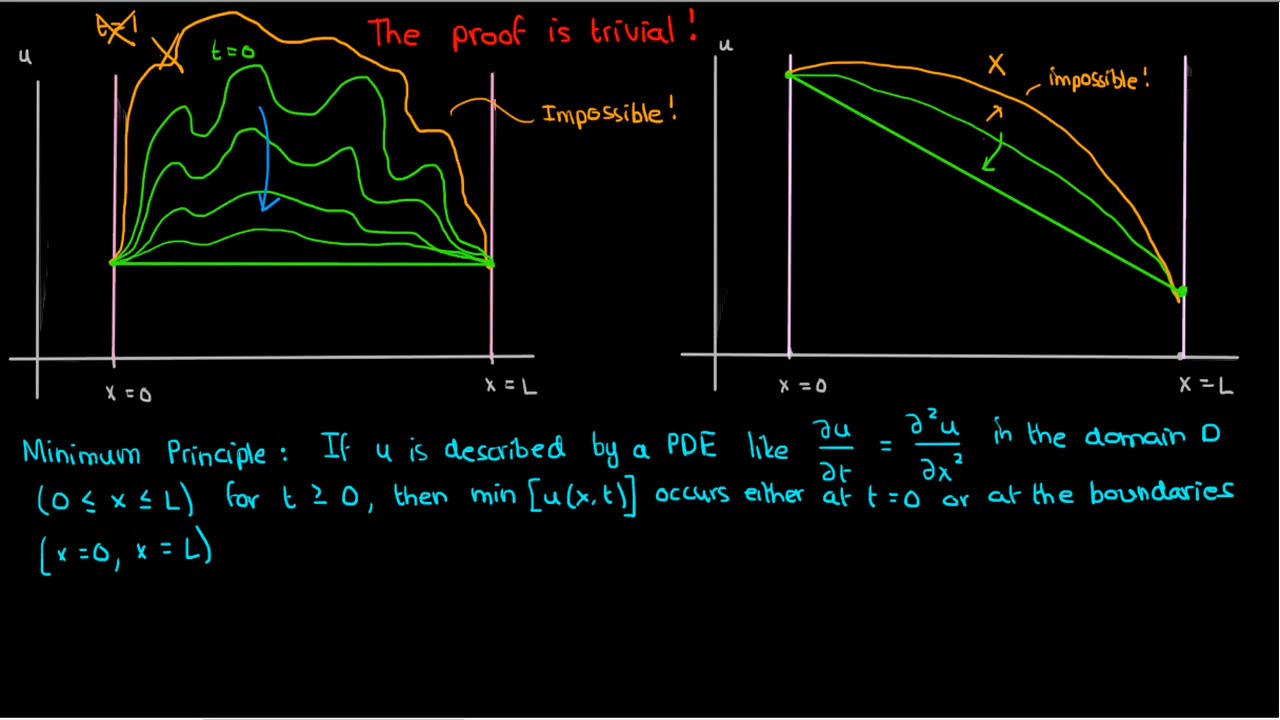 t=1
The proof is trivial!
u
t=0
Impossible!
x=0
x=L
u
X
impossible!
x=0
x=L
Minimum Principle: If u is described by a PDE like ∂u/∂t = ∂²u/∂x² in the domain D
(0 ≤ x ≤ L) for t ≥ 0, then min [u(x,t)] occurs either at t=0 or at the boundaries
(x=0, x=L)